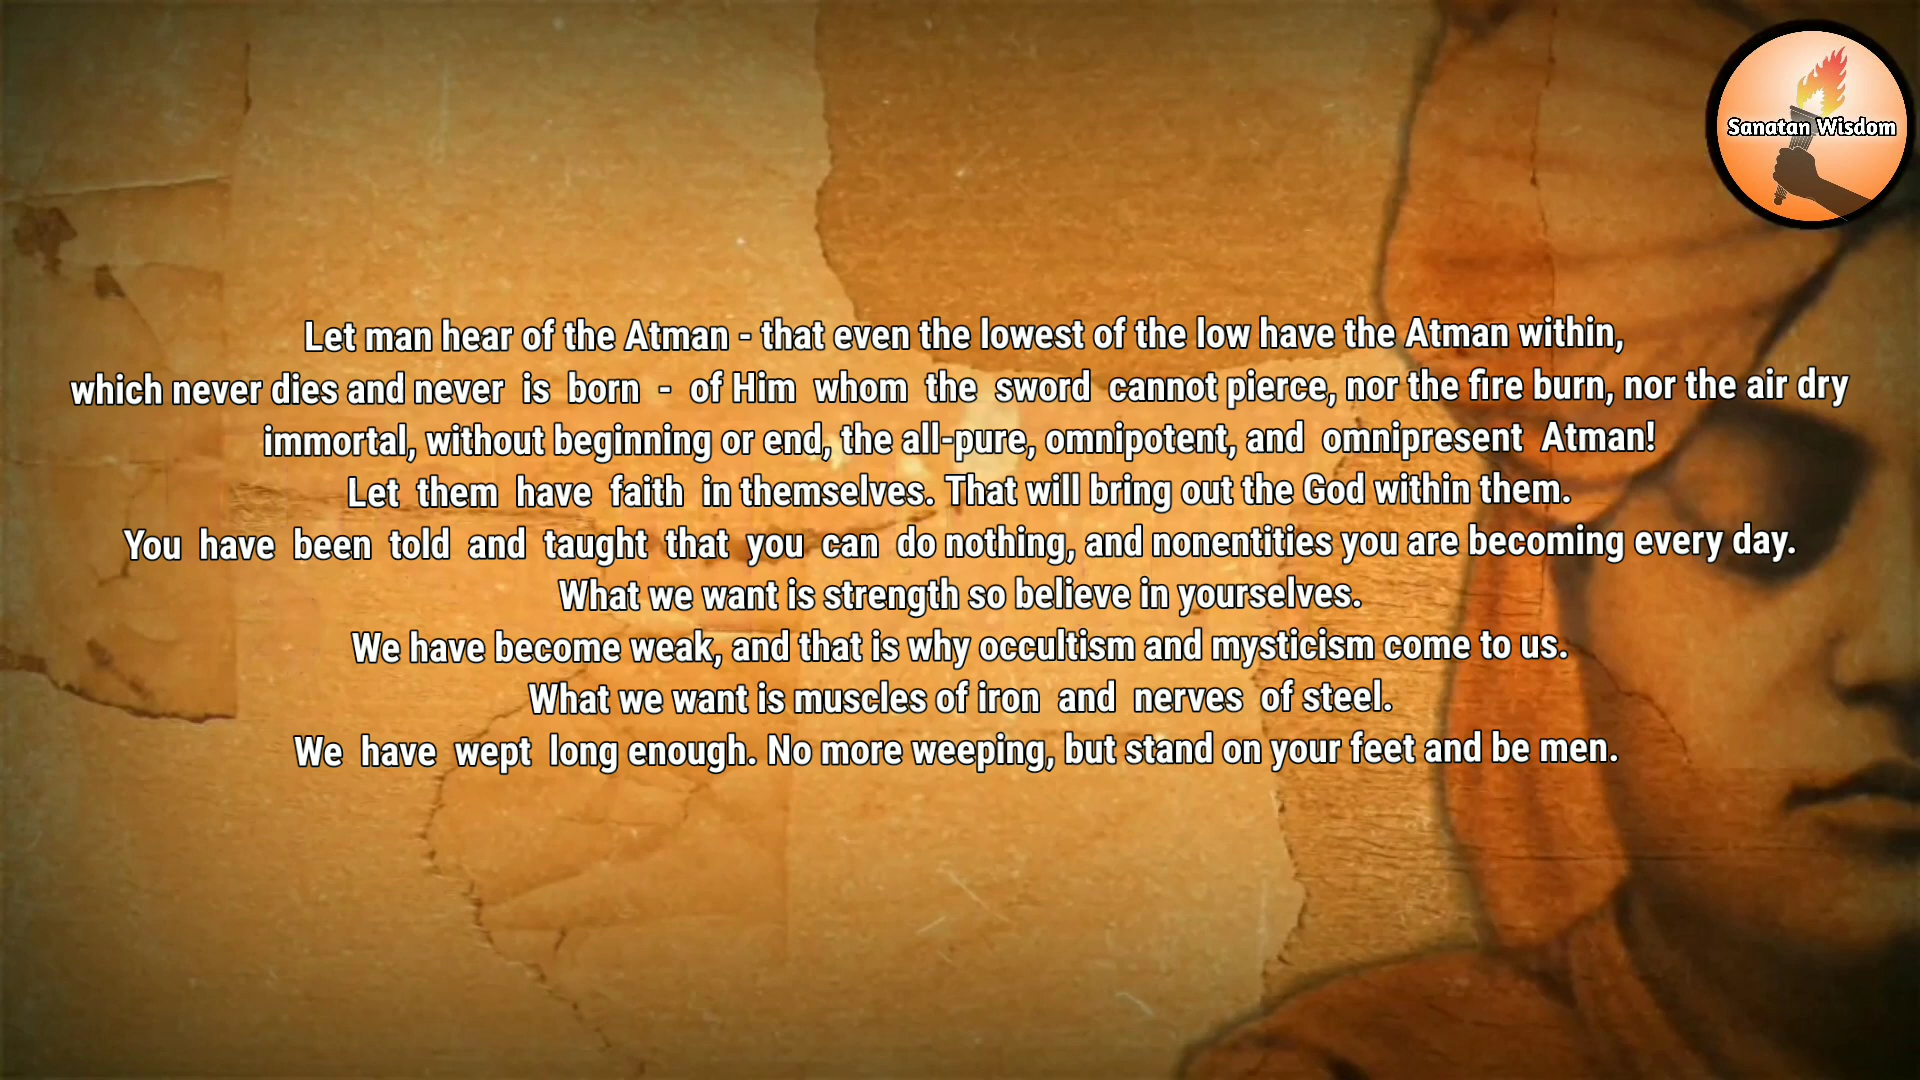 Sanatan Wisdom
Let man hear of the Atman - that even the lowest of the low have the Atman within,
which never dies and never is born - of Him whom the sword cannot pierce, nor the fire burn, nor the air dry
immortal, without beginning or end, the all-pure, omnipotent, and omnipresent Atman!
Let them have faith in themselves. That will bring out the God within them.
You have been told and taught that you can do nothing, and nonentities you are becoming every day.
What we want is strength so believe in yourselves.
We have become weak, and that is why occultism and mysticism come to us.
What we want is muscles of iron and nerves of steel.
We have wept long enough. No more weeping, but stand on your feet and be men.